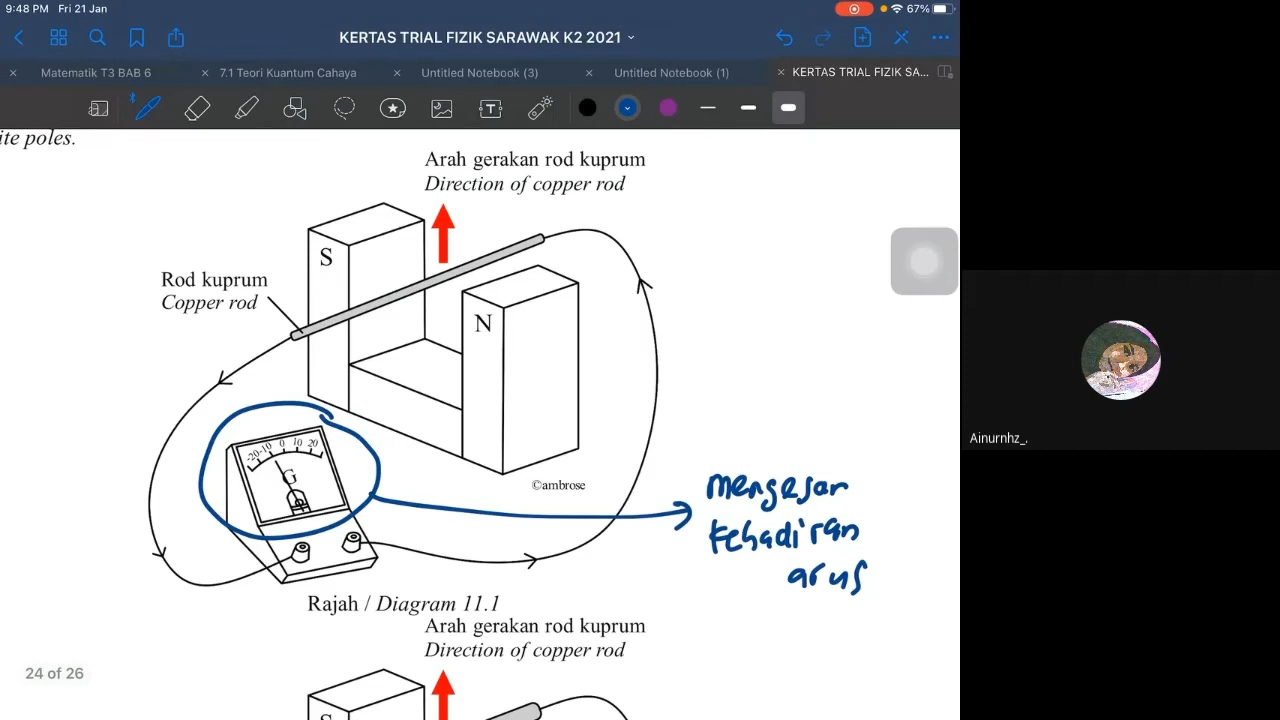 9:48 PM Fri 21 Jan
67%
KERTAS TRIAL FIZIK SARAWAK K2 2021
Matematik T3 BAB 6
7.1 Teori Kuantum Cahaya
Untitled Notebook (3)
Untitled Notebook (1)
KERTAS TRIAL FIZIK SA...
ite poles.
Arah gerakan rod kuprum
Direction of copper rod
S
Rod kuprum
Copper rod
N
-20 -10 0 10 20
G
©ambrose
mengesan
kehadiran
arus
Rajah / Diagram 11.1
Arah gerakan rod kuprum
Direction of copper rod
24 of 26
S
Ainurnhz_.